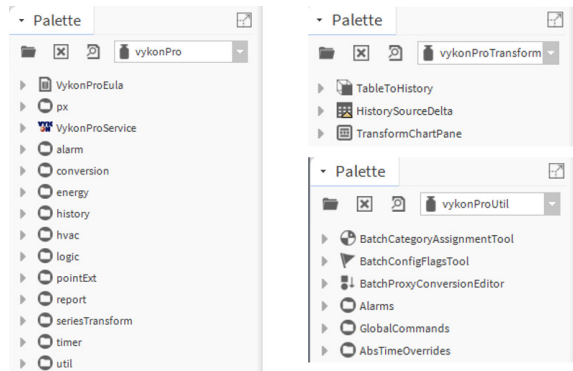 Palette
vykonPro
VykonProEula
px
VykonProService
alarm
conversion
energy
history
hvac
logic
pointExt
report
seriesTransform
timer
util
Palette
vykonProTransform
TableToHistory
HistorySourceDelta
TransformChartPane
Palette
vykonProUtil
BatchCategoryAssignmentTool
BatchConfigFlagsTool
BatchProxyConversionEditor
Alarms
GlobalCommands
AbsTimeOverrides